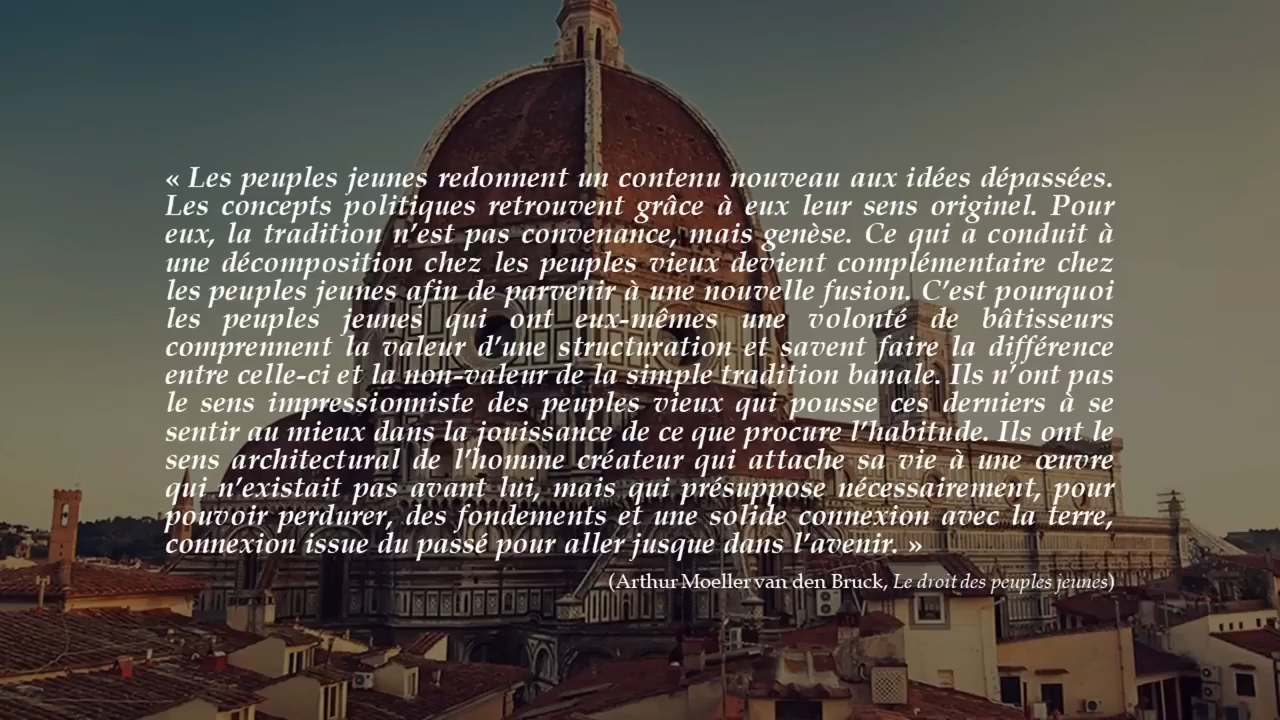 « Les peuples jeunes redonnent un contenu nouveau aux idées dépassées.
Les concepts politiques retrouvent grâce à eux leur sens originel. Pour
eux, la tradition n’est pas convenance, mais genèse. Ce qui a conduit à
une décomposition chez les peuples vieux devient complémentaire chez
les peuples jeunes afin de parvenir à une nouvelle fusion. C’est pourquoi
les peuples jeunes qui ont eux-mêmes une volonté de bâtisseurs
comprennent la valeur d’une structuration et savent faire la différence
entre celle-ci et la non-valeur de la simple tradition banale. Ils n’ont pas
le sens impressionniste des peuples vieux qui pousse ces derniers à se
sentir au mieux dans la jouissance de ce que procure l’habitude. Ils ont le
sens architectural de l’homme créateur qui attache sa vie à une œuvre
qui n’existait pas avant lui, mais qui présuppose nécessairement, pour
pouvoir perdurer, des fondements et une solide connexion avec la terre,
connexion issue du passé pour aller jusque dans l’avenir. »
(Arthur Moeller van den Bruck, Le droit des peuples jeunes)